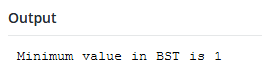 Output
Minimum value in BST is 1